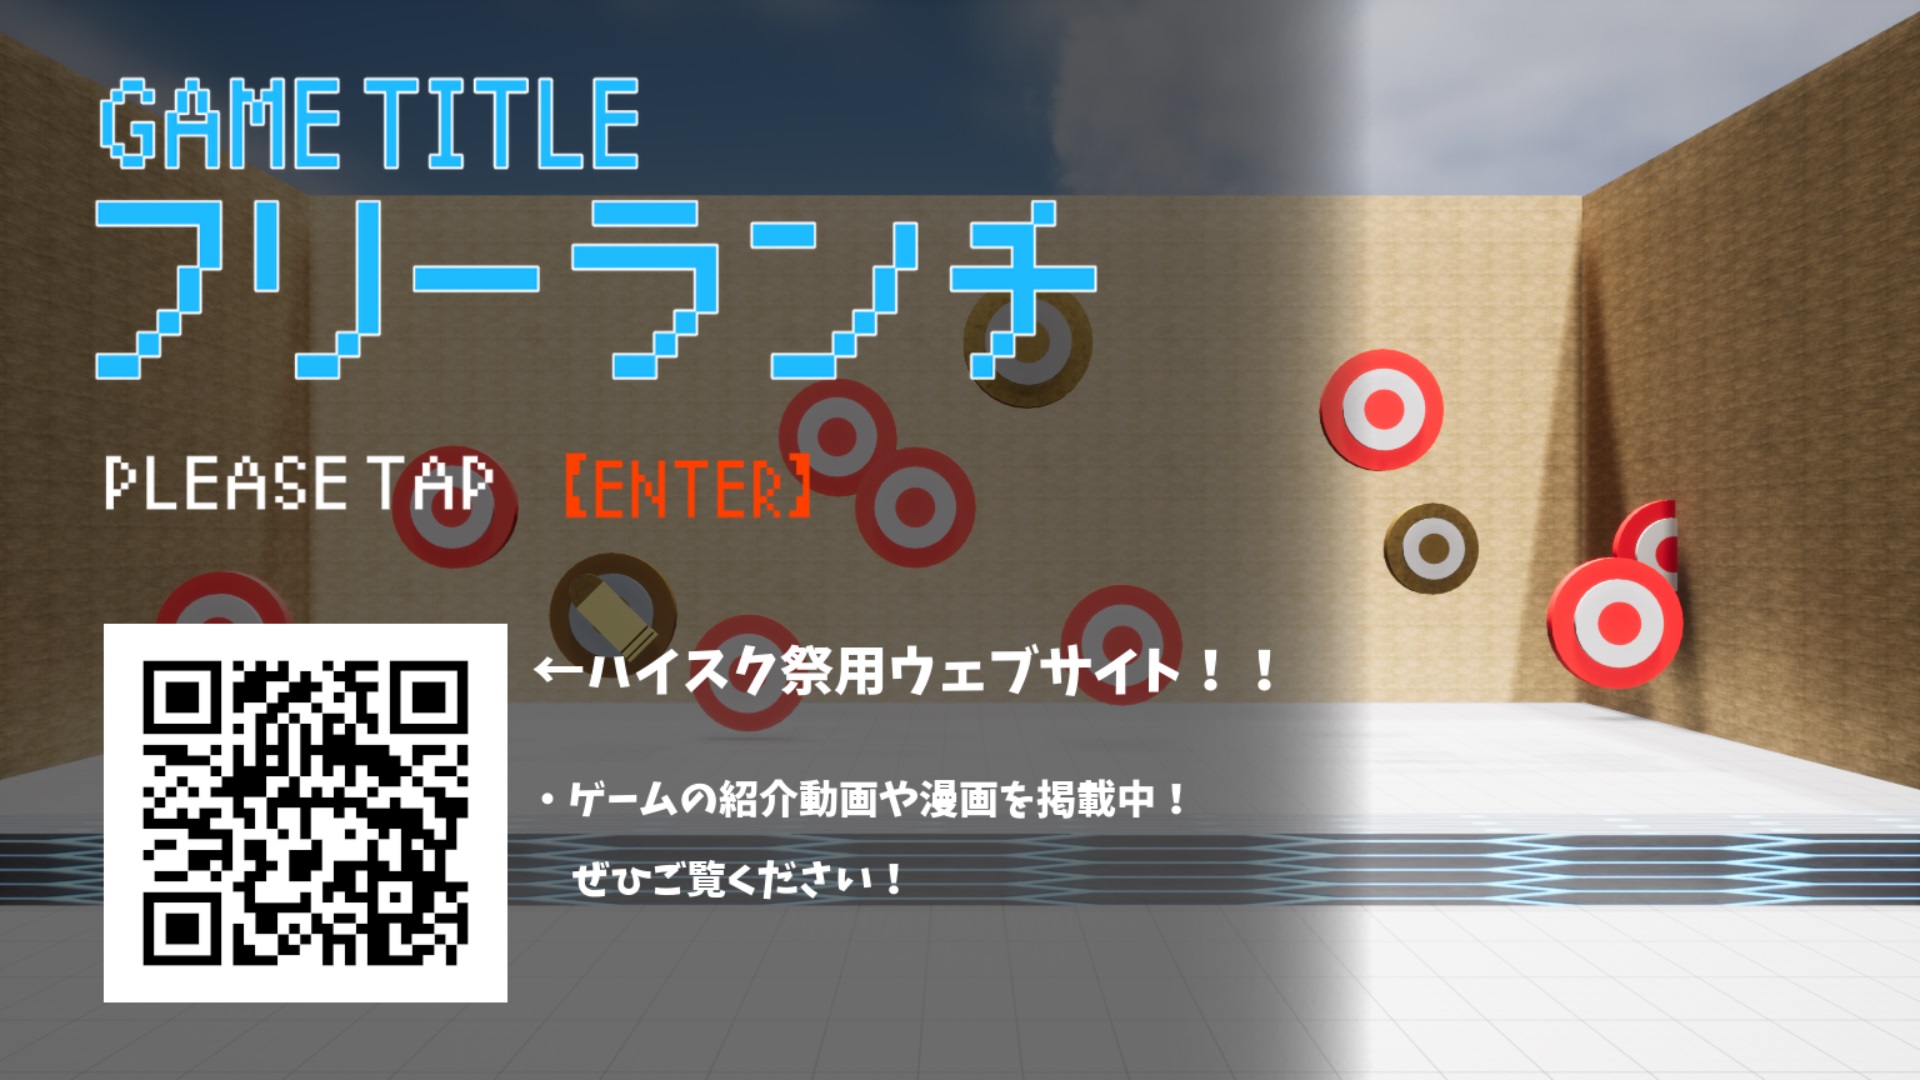 GAME TITLE
フリーランチ
PLEASE TAP 【ENTER】
←ハイスク祭用ウェブサイト！！
・ゲームの紹介動画や漫画を掲載中！
ぜひご覧ください！